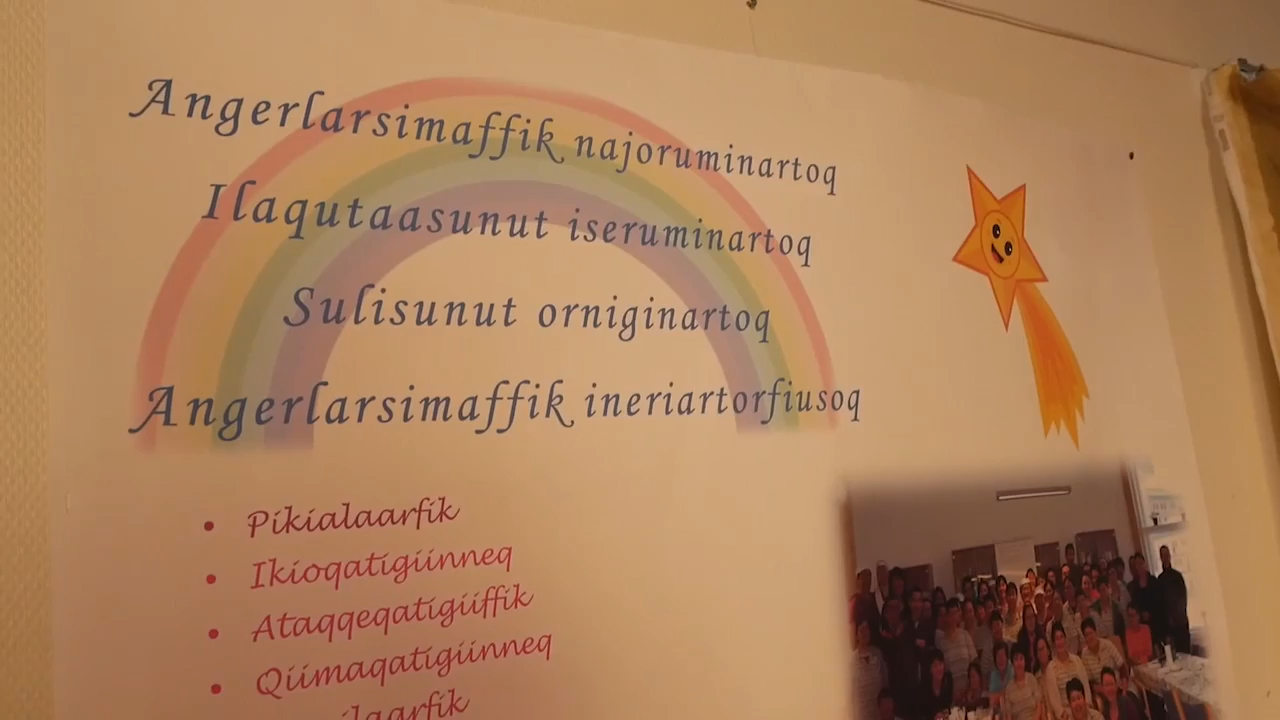 Angerlarsimaffik najoruminartoq
Ilaqutaasunut iseruminartoq
Sulisunut orniginartoq
Angerlarsimaffik ineriartorfiusoq
• Pikialaarfik
• Ikioqatigiinneq
• Ataqqeqatigiiffik
• Qiimaqatigiinneq